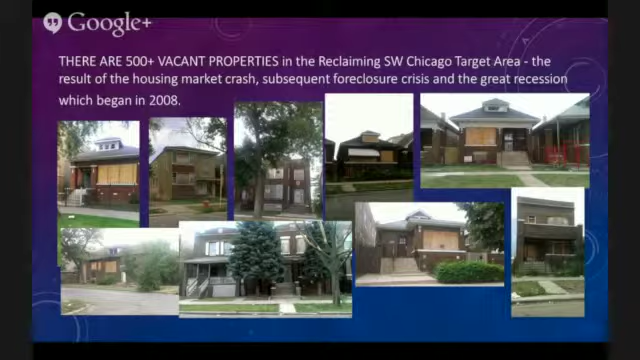 Google+
THERE ARE 500+ VACANT PROPERTIES in the Reclaiming SW Chicago Target Area - the
result of the housing market crash, subsequent foreclosure crisis and the great recession
which began in 2008.